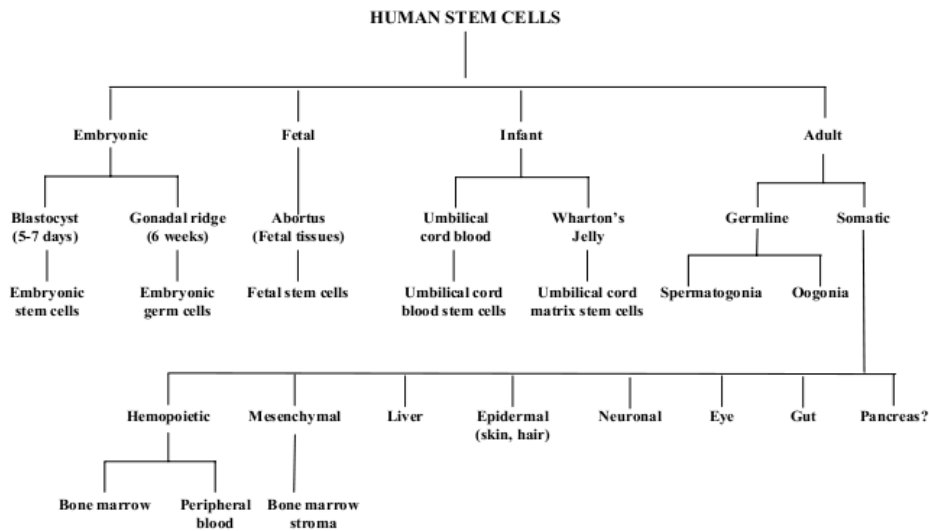 HUMAN STEM CELLS
Embryonic
Fetal
Infant
Adult
Blastocyst
(5-7 days)
Gonadal ridge
(6 weeks)
Abortus
(Fetal tissues)
Umbilical
cord blood
Wharton's
Jelly
Germline
Somatic
Embryonic
stem cells
Embryonic
germ cells
Fetal stem cells
Umbilical cord
blood stem cells
Umbilical cord
matrix stem cells
Spermatogonia
Oogonia
Hemopoietic
Mesenchymal
Liver
Epidermal
(skin, hair)
Neuronal
Eye
Gut
Pancreas?
Bone marrow
Peripheral
blood
Bone marrow
stroma